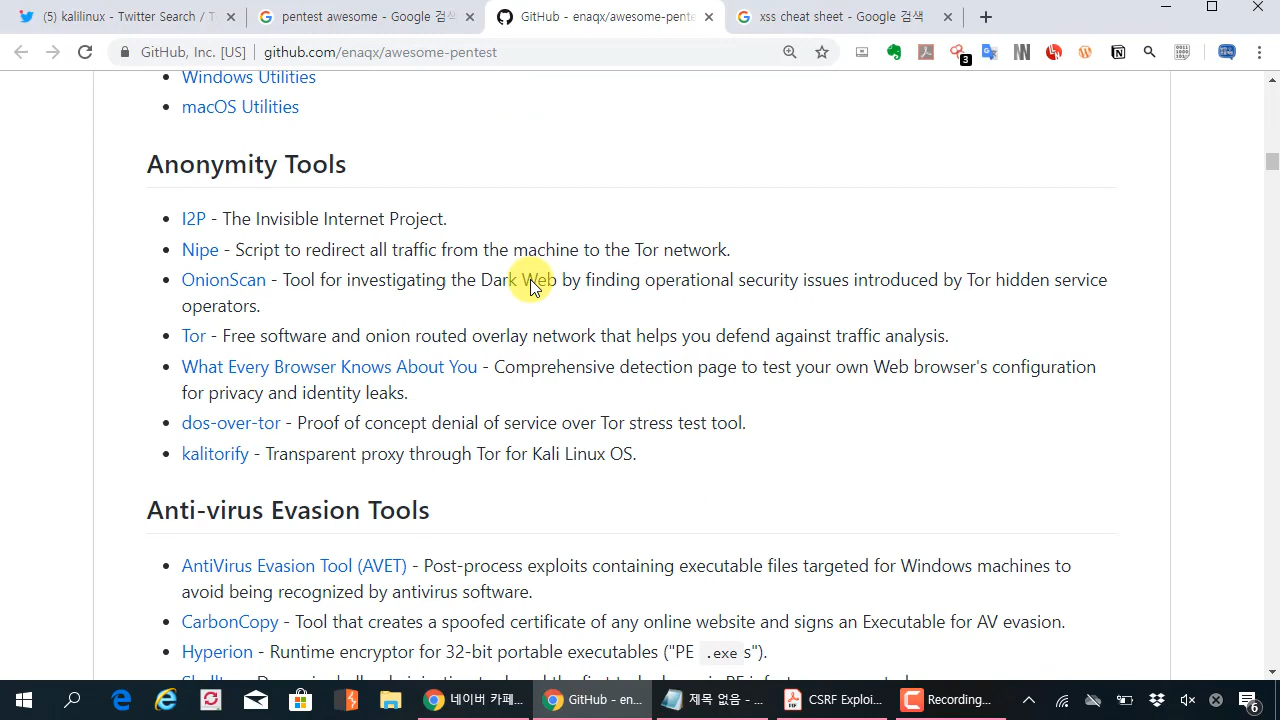 (5) kalilinux - Twitter Search / T
pentest awesome - Google 검색
GitHub - enaqx/awesome-pente
xss cheat sheet - Google 검색
GitHub, Inc. [US] | github.com/enaqx/awesome-pentest
3
Windows Utilities
macOS Utilities
Anonymity Tools
I2P - The Invisible Internet Project.
Nipe - Script to redirect all traffic from the machine to the Tor network.
OnionScan - Tool for investigating the Dark Web by finding operational security issues introduced by Tor hidden service
operators.
Tor - Free software and onion routed overlay network that helps you defend against traffic analysis.
What Every Browser Knows About You - Comprehensive detection page to test your own Web browser's configuration
for privacy and identity leaks.
dos-over-tor - Proof of concept denial of service over Tor stress test tool.
kalitorify - Transparent proxy through Tor for Kali Linux OS.
Anti-virus Evasion Tools
AntiVirus Evasion Tool (AVET) - Post-process exploits containing executable files targeted for Windows machines to
avoid being recognized by antivirus software.
CarbonCopy - Tool that creates a spoofed certificate of any online website and signs an Executable for AV evasion.
Hyperion - Runtime encryptor for 32-bit portable executables ("PE .exe s").
네이버 카페...
GitHub - en...
제목 없음 - ...
CSRF Exploi...
Recording...
6